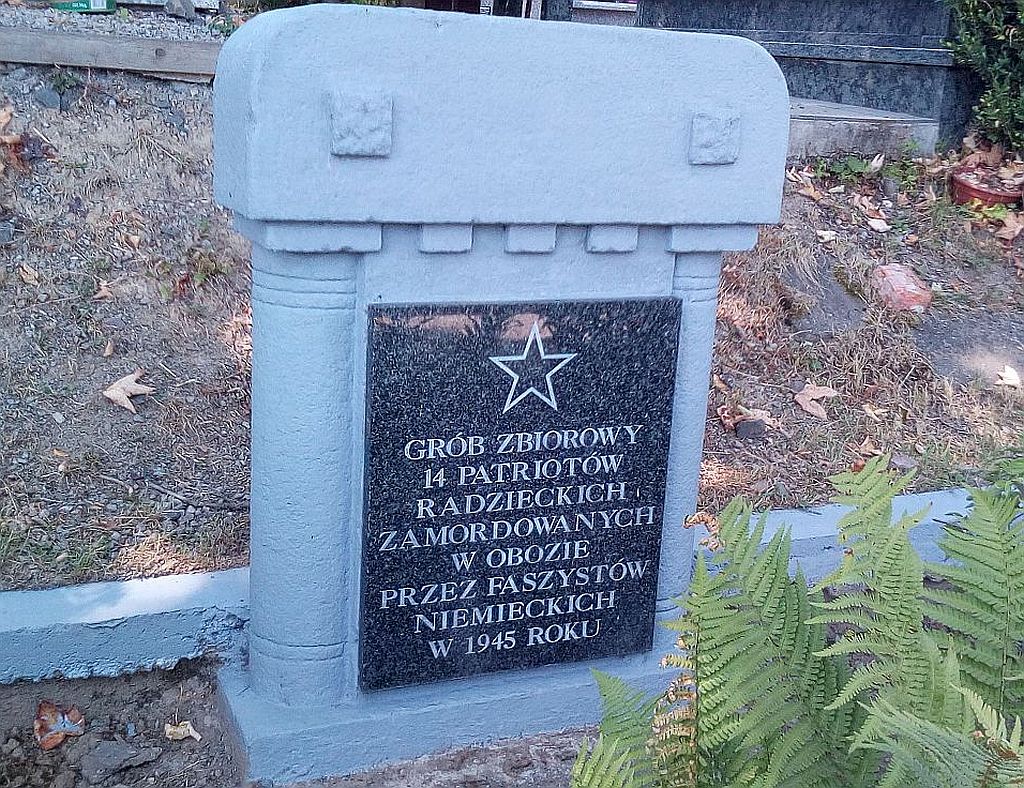 GRÓB ZBIOROWY
14 PATRIOTÓW
RADZIECKICH
ZAMORDOWANYCH
W OBOZIE
PRZEZ FASZYSTÓW
NIEMIECKICH
W 1945 ROKU